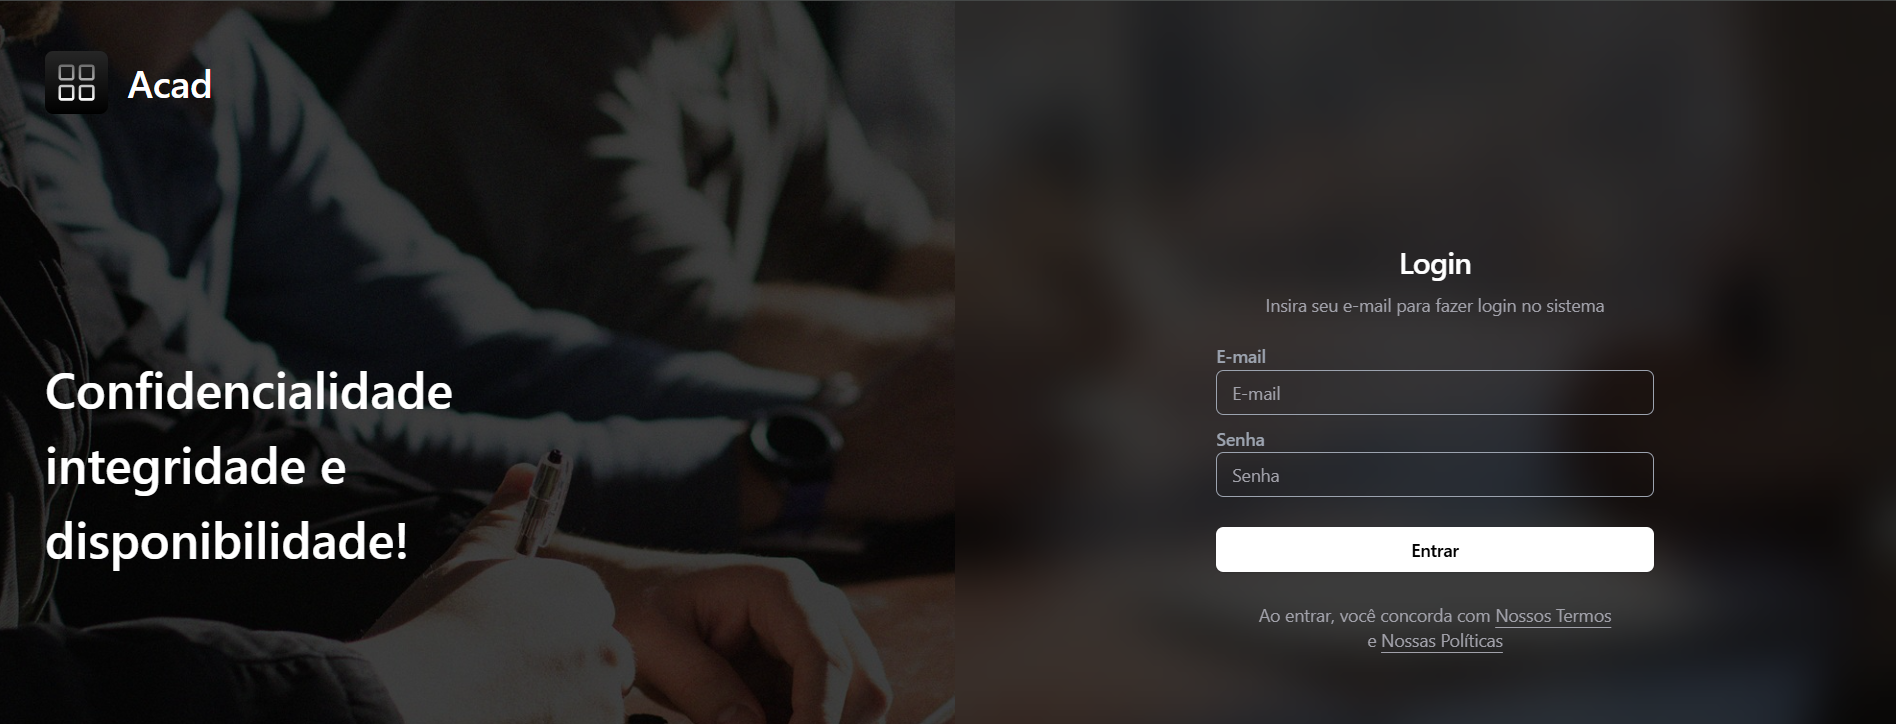 Acad
Confidencialidade
integridade e
disponibilidade!
Login
Insira seu e-mail para fazer login no sistema
E-mail
E-mail
Senha
Senha
Entrar
Ao entrar, você concorda com Nossos Termos
e Nossas Políticas